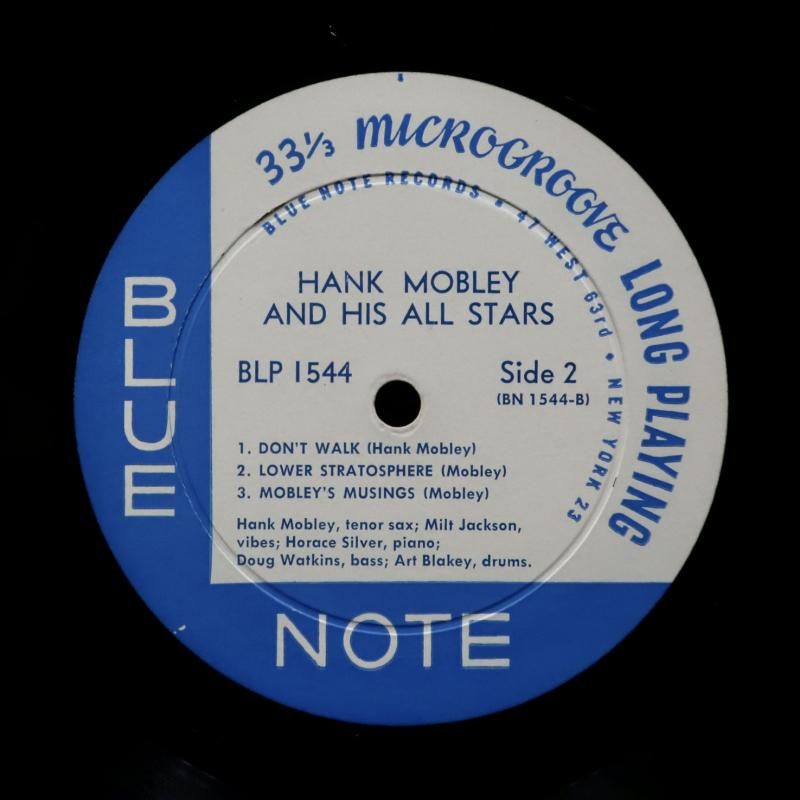 33⅓ MICROGROOVE LONG PLAYING
BLUE NOTE RECORDS • 47 WEST 63rd • NEW YORK 23
HANK MOBLEY
AND HIS ALL STARS
BLP 1544
Side 2
(BN 1544-B)
1. DON'T WALK (Hank Mobley)
2. LOWER STRATOSPHERE (Mobley)
3. MOBLEY'S MUSINGS (Mobley)
Hank Mobley, tenor sax; Milt Jackson,
vibes; Horace Silver, piano;
Doug Watkins, bass; Art Blakey, drums.
BLUE
NOTE